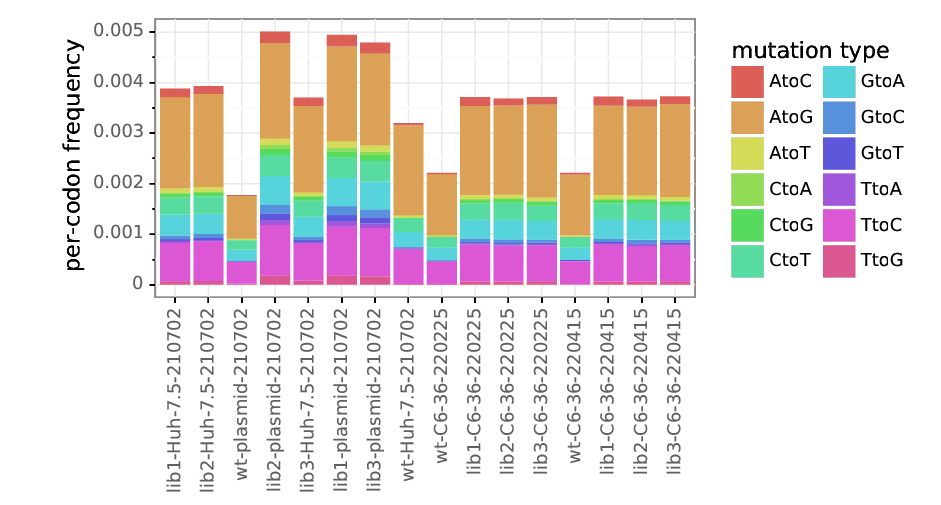 per-codon frequency
0.005
0.004
0.003
0.002
0.001
0
lib1-Huh-7.5-210702
lib2-Huh-7.5-210702
wt-plasmid-210702
lib2-plasmid-210702
lib3-Huh-7.5-210702
lib1-plasmid-210702
lib3-plasmid-210702
wt-Huh-7.5-210702
wt-C6-36-220225
lib1-C6-36-220225
lib2-C6-36-220225
lib3-C6-36-220225
wt-C6-36-220415
lib1-C6-36-220415
lib2-C6-36-220415
lib3-C6-36-220415
mutation type
AtoC
AtoG
AtoT
CtoA
CtoG
CtoT
GtoA
GtoC
GtoT
TtoA
TtoC
TtoG